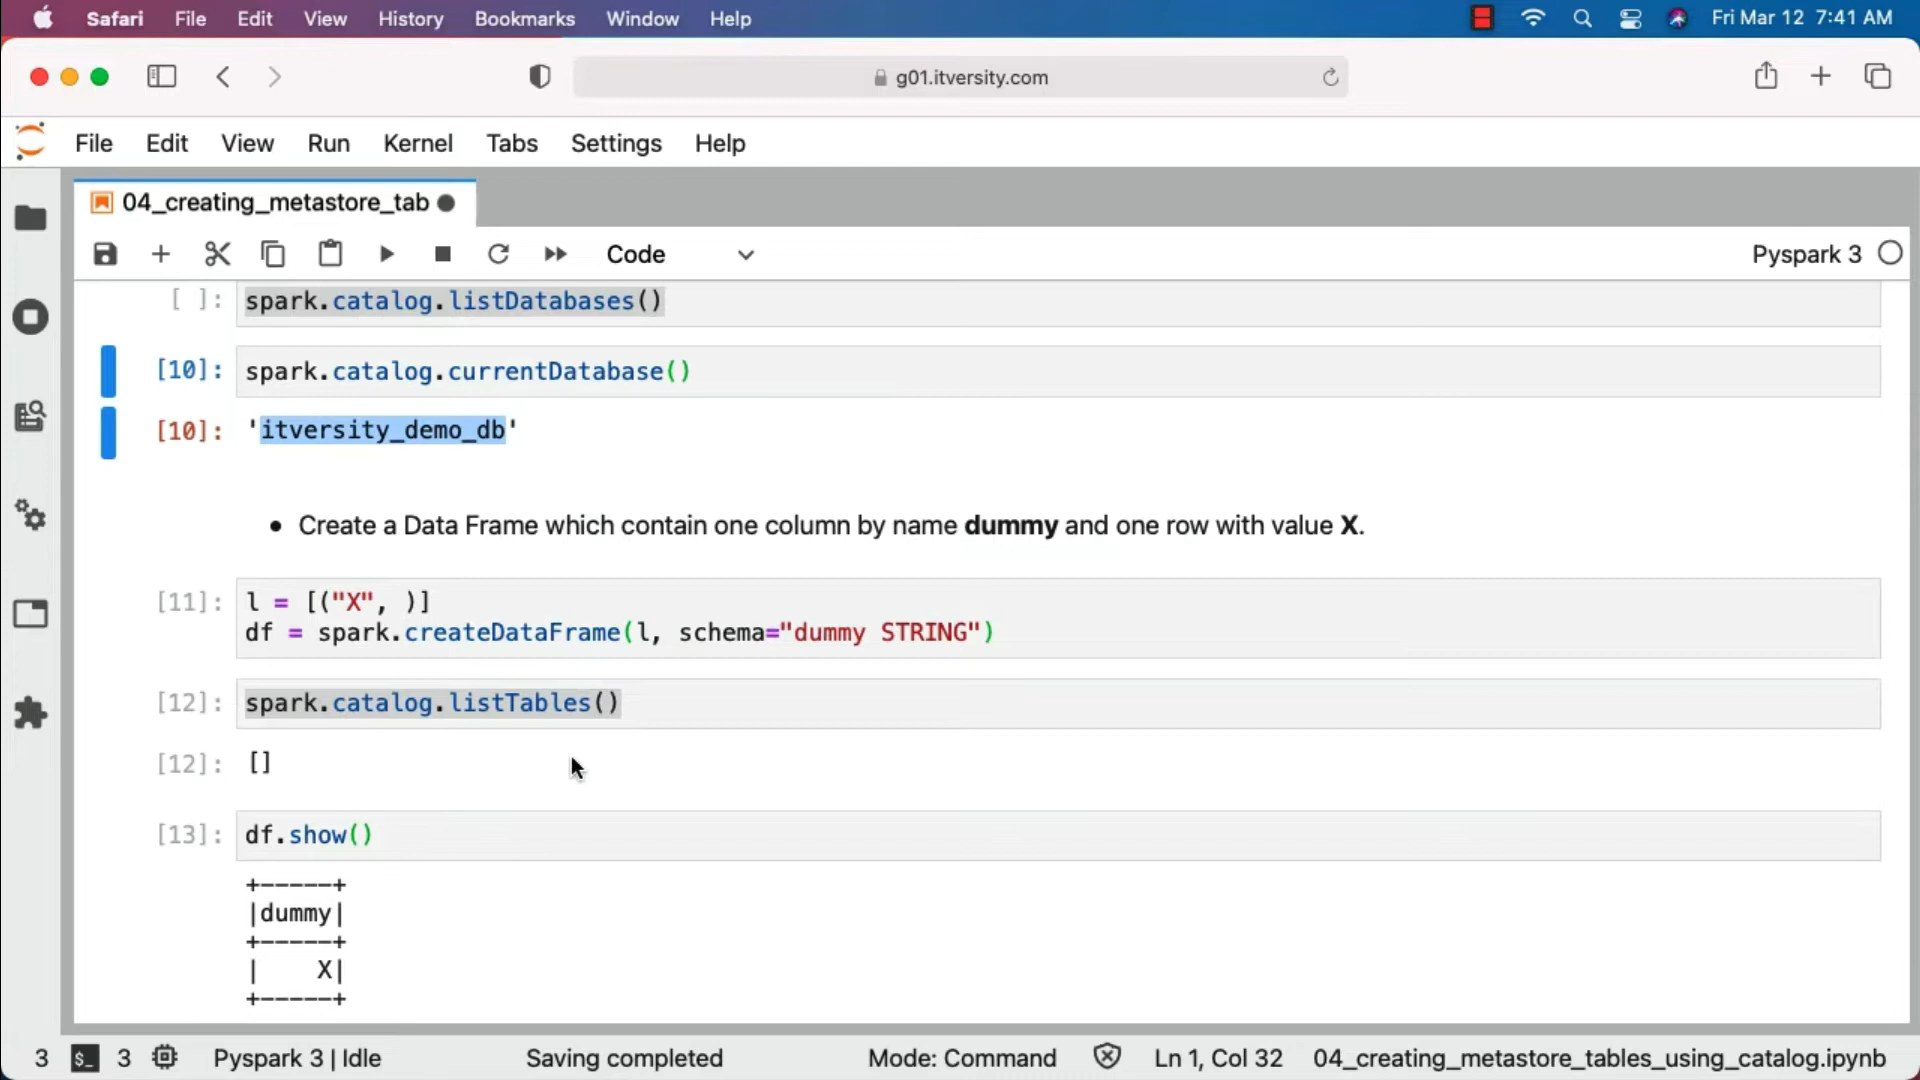 Safari File Edit View History Bookmarks Window Help Fri Mar 12 7:41 AM
g01.itversity.com
File Edit View Run Kernel Tabs Settings Help
04_creating_metastore_tab
Code Pyspark 3
[ ]: spark.catalog.listDatabases()
[10]: spark.catalog.currentDatabase()
[10]: 'itversity_demo_db'
• Create a Data Frame which contain one column by name dummy and one row with value X.
[11]: l = [("X", )]
df = spark.createDataFrame(l, schema="dummy STRING")
[12]: spark.catalog.listTables()
[12]: []
[13]: df.show()
+-----+
|dummy|
+-----+
|    X|
+-----+
3 $_ 3 Pyspark 3 | Idle Saving completed Mode: Command Ln 1, Col 32 04_creating_metastore_tables_using_catalog.ipynb